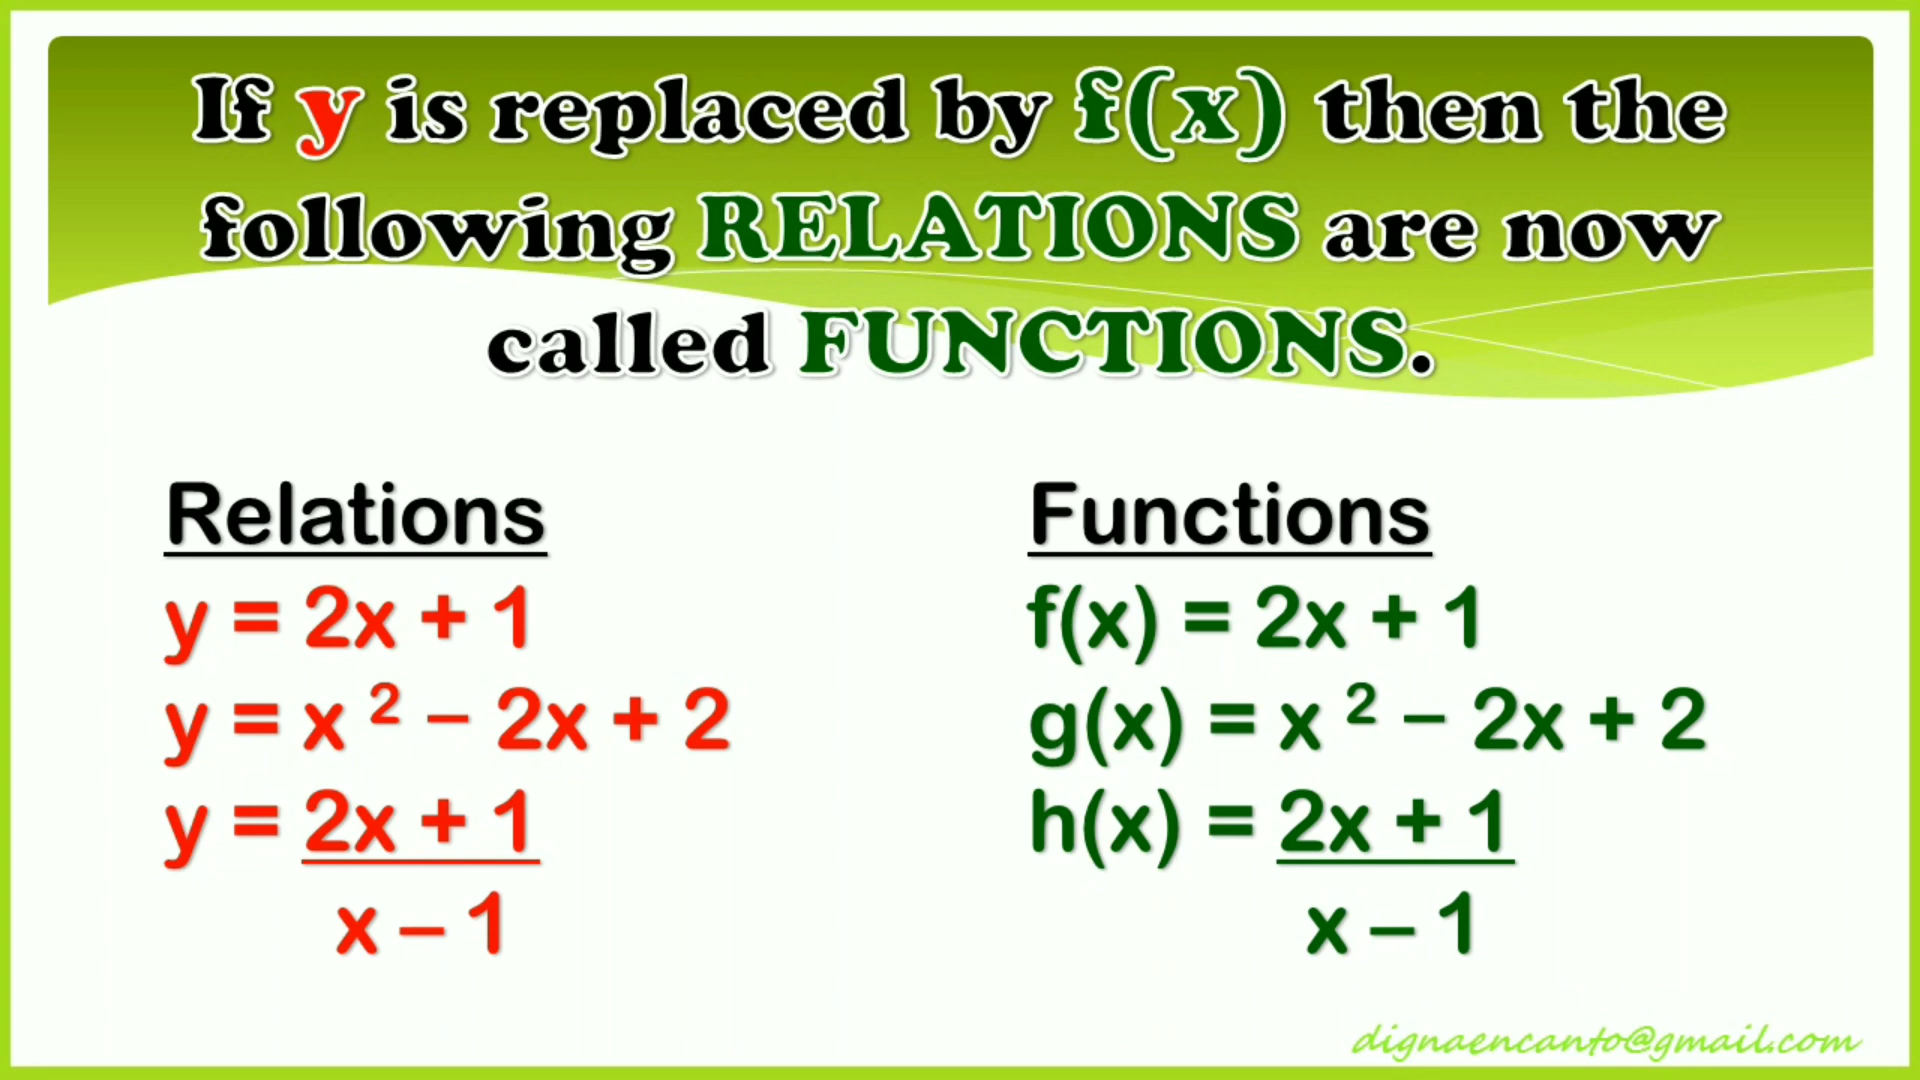 If y is replaced by f(x) then the
following RELATIONS are now
called FUNCTIONS.
Relations
y = 2x + 1
y = x ² – 2x + 2
y = 2x + 1
x – 1
Functions
f(x) = 2x + 1
g(x) = x ² – 2x + 2
h(x) = 2x + 1
x – 1
dignaencanto@gmail.com